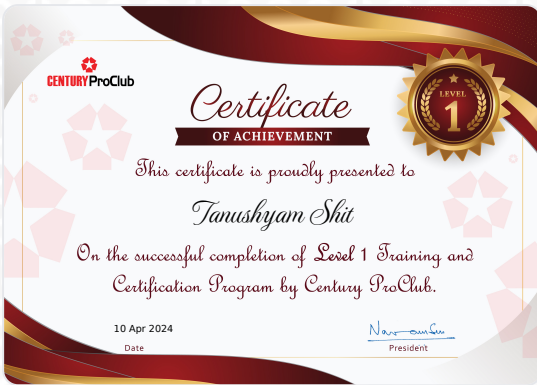 CENTURY ProClub
Certificate
OF ACHIEVEMENT
LEVEL
1
This certificate is proudly presented to
Tanushyam Shit
On the successful completion of Level 1 Training and
Certification Program by Century ProClub.
10 Apr 2024
Date
President